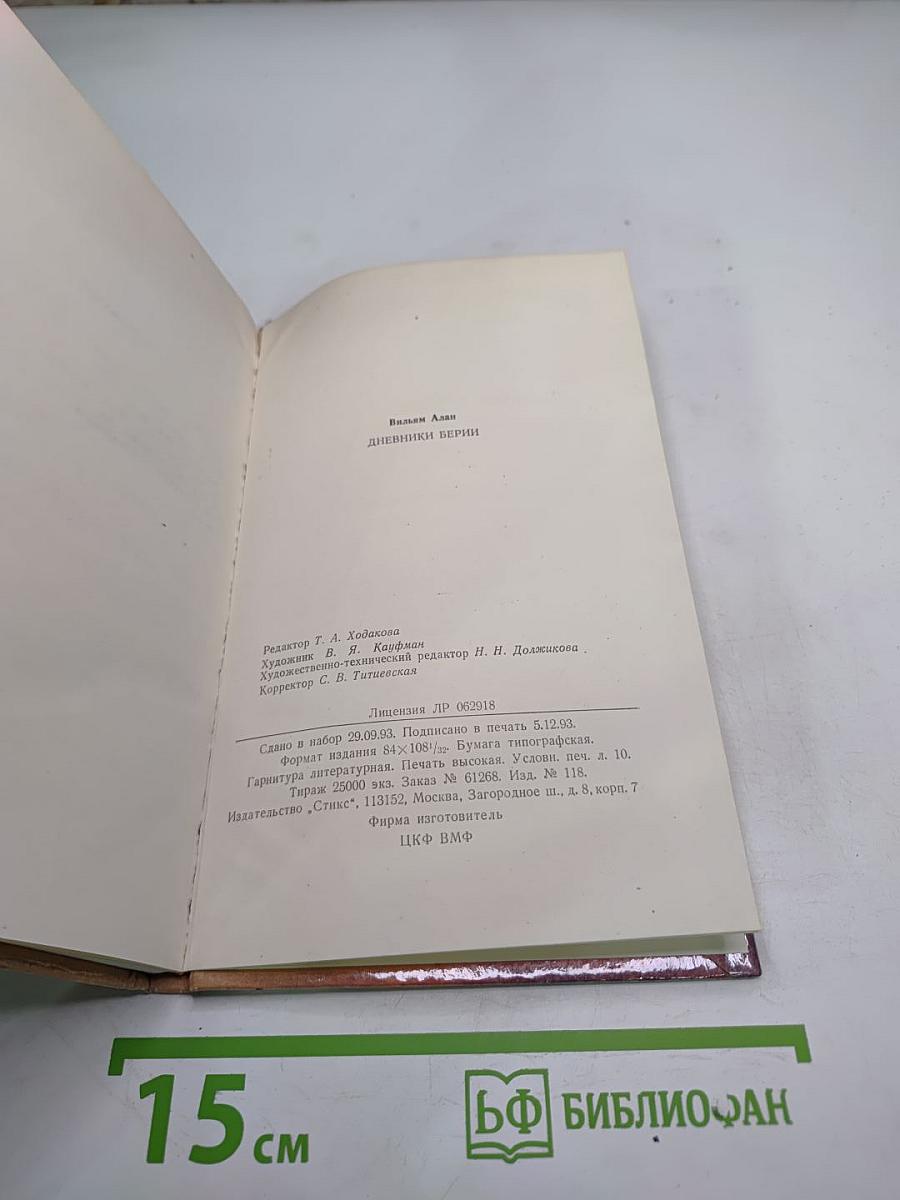 Вильям Алан
ДНЕВНИКИ БЕРИИ
Редактор Т. А. Ходакова
Художник В. Я. Кауфман
Художественно-технический редактор Н. Н. Должикова
Корректор С. В. Титиевская
Лицензия ЛР 062918
Сдано в набор 29.09.93. Подписано в печать 5.12.93.
Формат издания 84×108¹/₃₂. Бумага типографская.
Гарнитура литературная. Печать высокая. Условн. печ. л. 10.
Тираж 25000 экз. Заказ № 61268. Изд. № 118.
Издательство „Стикс“, 113152, Москва, Загородное ш., д. 8, корп. 7
Фирма изготовитель
ЦКФ ВМФ
15 см
БФ БИБЛИОФАН